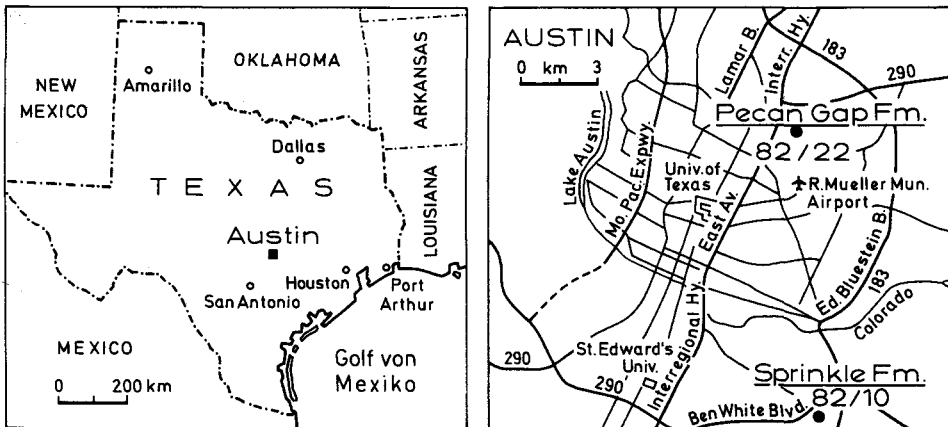 NEW
MEXICO
Amarillo
OKLAHOMA
ARKANSAS
Dallas
TEXAS
Austin
LOUISIANA
Houston
San Antonio
Port
Arthur
MEXICO
Golf von
Mexiko
0 200 km
AUSTIN
0 km 3
Lamar B.
Interr. Hy.
183
290
Pecan Gap Fm.
82/22
Lake Austin
Mo. Pac. Expwy.
Univ. of
Texas
East Av.
R. Mueller Mun.
Airport
Ed. Bluestein B.
183
Colorado
Interregional Hy.
St. Edward's
Univ.
290
290
Sprinkle Fm.
82/10
Ben White Blvd.